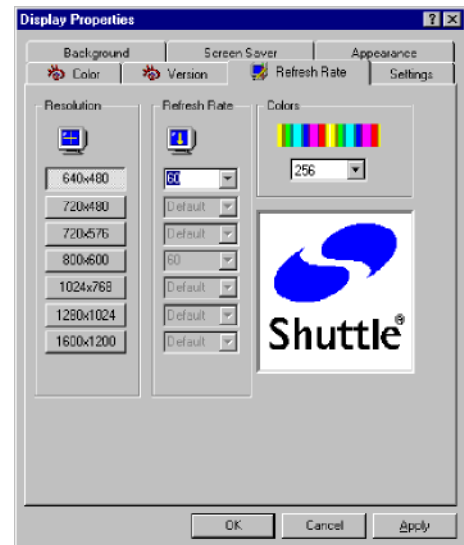 Display Properties
Background Screen Saver Appearance
Color Version Refresh Rate Settings
Resolution Refresh Rate Colors
640x480 60 256
720x480 Default
720x576 Default
800x600 60
1024x768 Default
1280x1024 Default
1600x1200 Default
Shuttle®
OK Cancel Apply